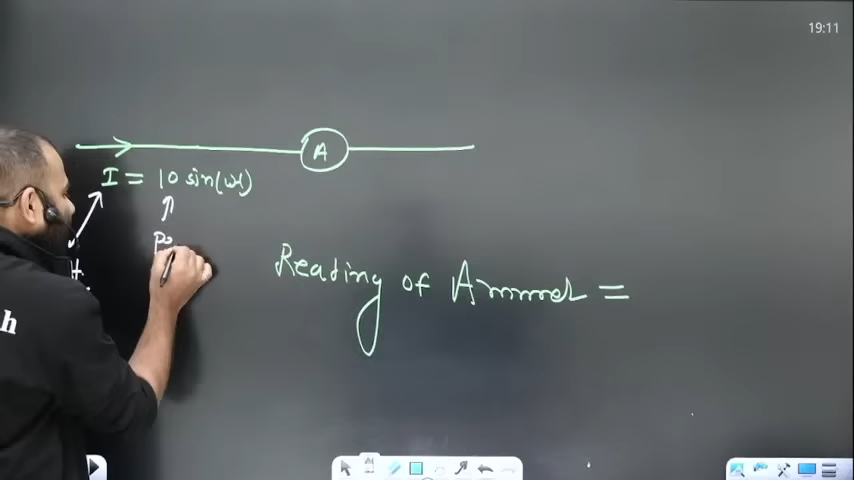 19:11
A
I = 10 sin(ωt)
Reading of Ammeter =
h